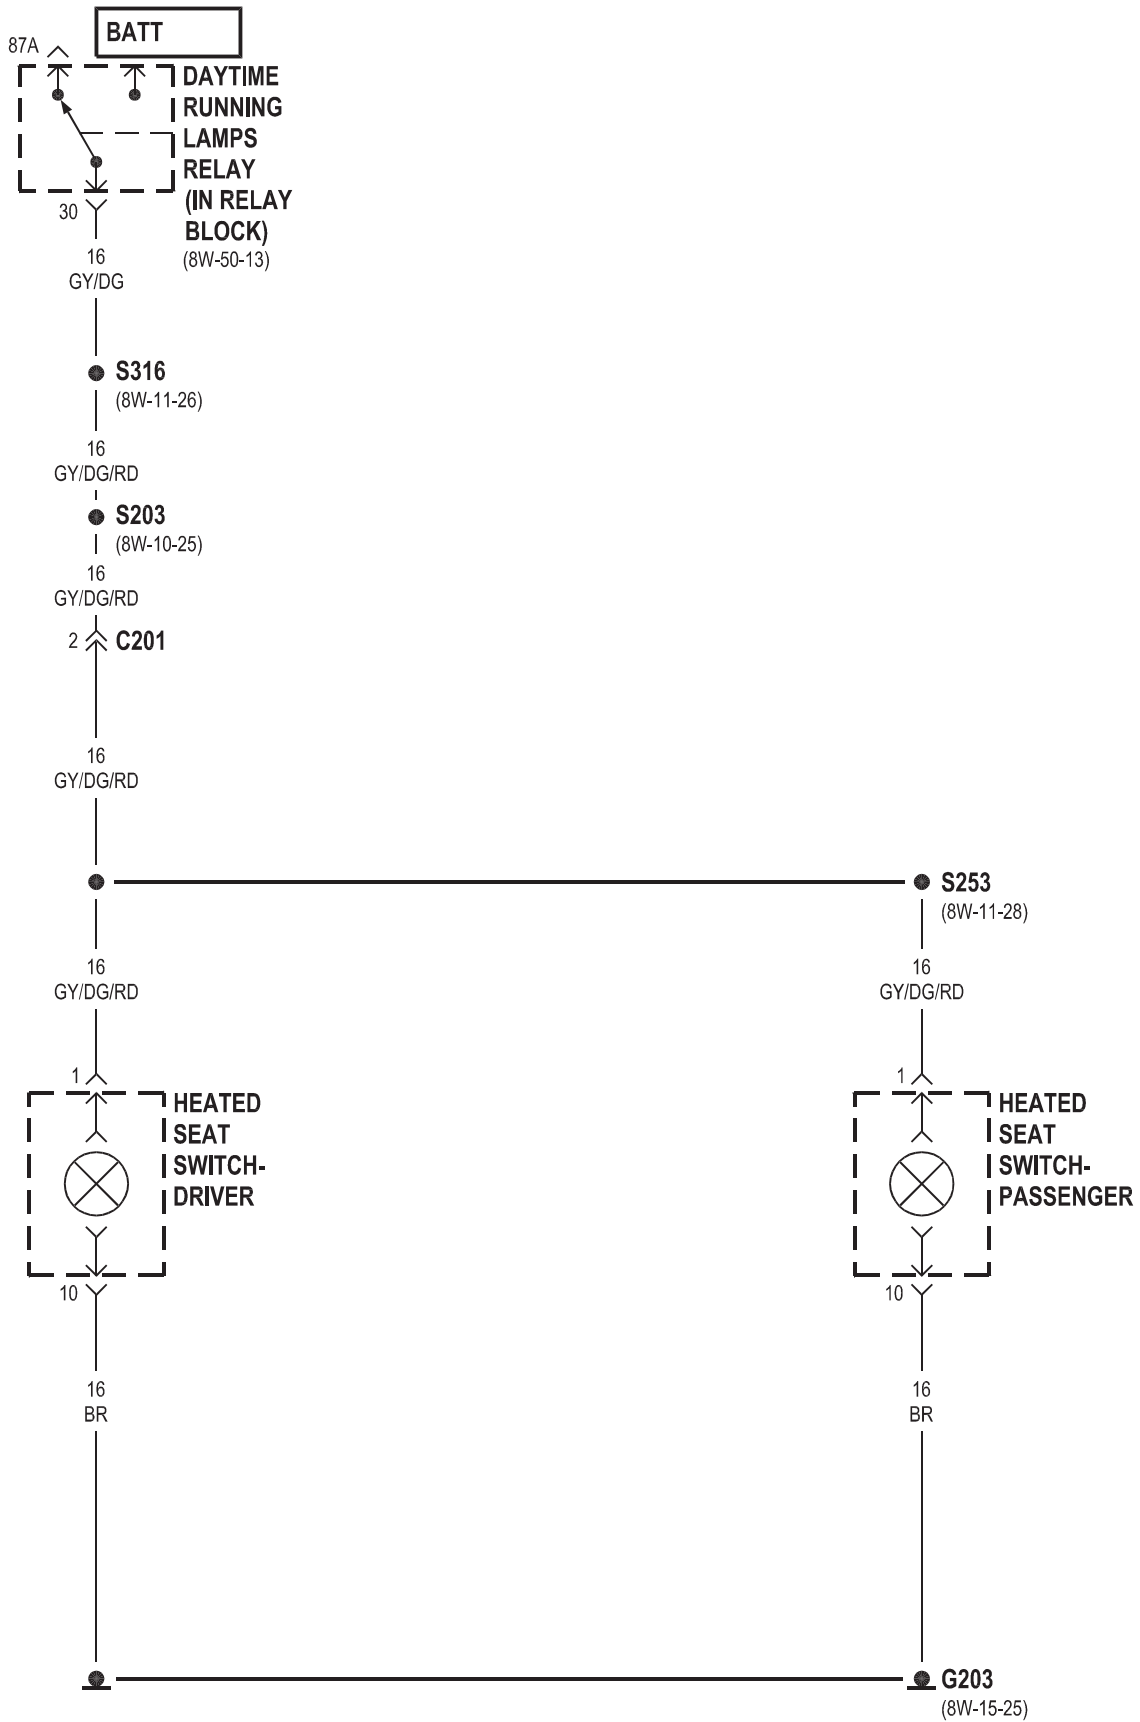 BATT
87A
DAYTIME
RUNNING
LAMPS
RELAY
(IN RELAY
BLOCK)
(8W-50-13)
30
16
GY/DG
S316
(8W-11-26)
16
GY/DG/RD
S203
(8W-10-25)
16
GY/DG/RD
2
C201
16
GY/DG/RD
S253
(8W-11-28)
16
GY/DG/RD
1
HEATED
SEAT
SWITCH-
DRIVER
10
16
BR
16
GY/DG/RD
1
HEATED
SEAT
SWITCH-
PASSENGER
10
16
BR
G203
(8W-15-25)